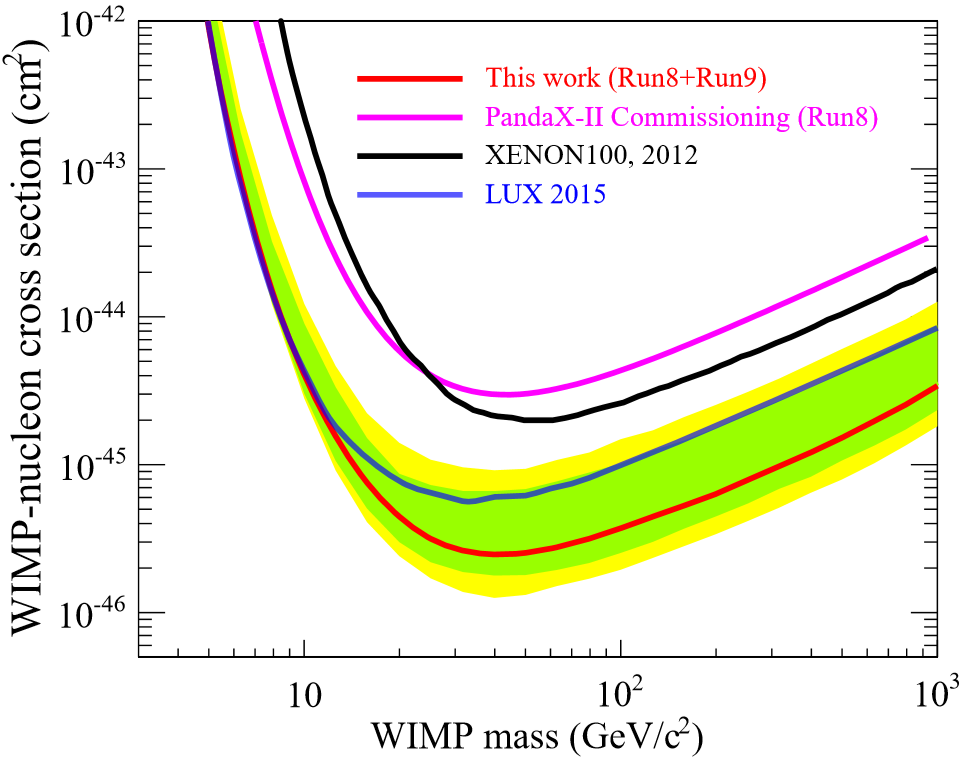 WIMP-nucleon cross section (cm²)
10⁻⁴²
10⁻⁴³
10⁻⁴⁴
10⁻⁴⁵
10⁻⁴⁶
This work (Run8+Run9)
PandaX-II Commissioning (Run8)
XENON100, 2012
LUX 2015
10
10²
10³
WIMP mass (GeV/c²)